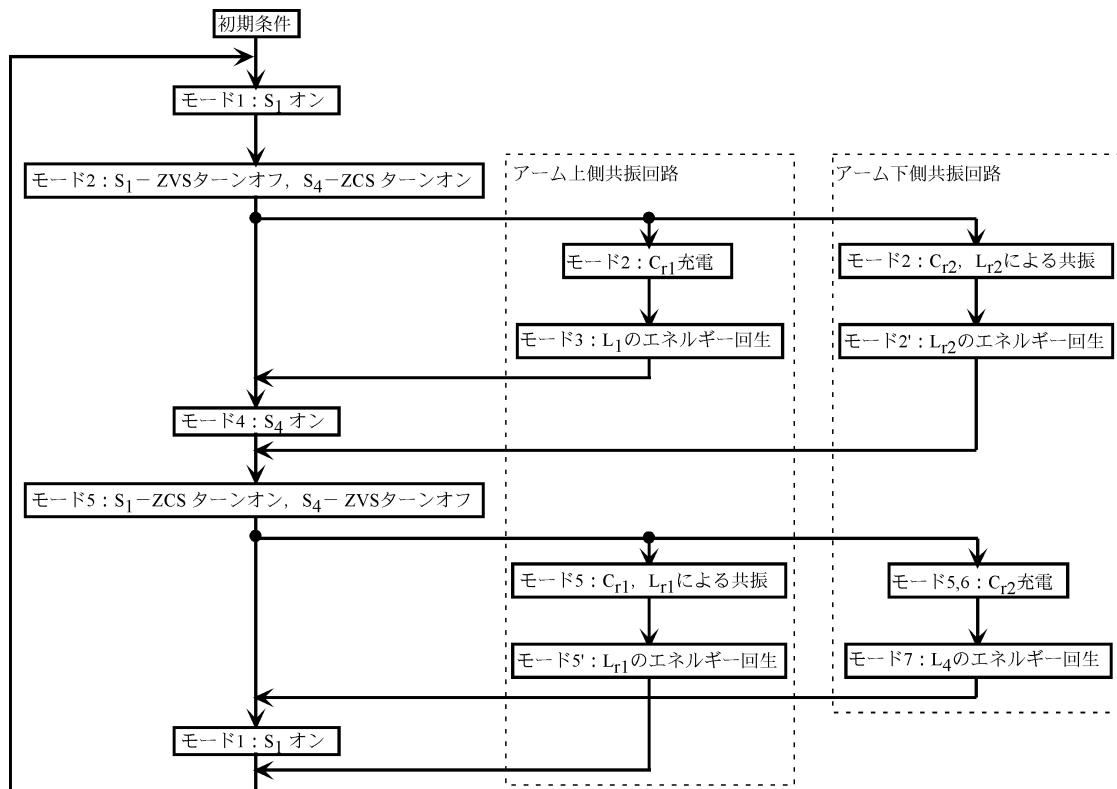 初期条件
モード1：S1 オン
モード2：S1－ ZVSターンオフ，S4－ZCS ターンオン
アーム上側共振回路
アーム下側共振回路
モード2：Cr1充電
モード2：Cr2，Lr2による共振
モード3：L1のエネルギー回生
モード2'：Lr2のエネルギー回生
モード4：S4 オン
モード5：S1－ZCS ターンオン，S4－ ZVSターンオフ
モード5：Cr1，Lr1による共振
モード5,6：Cr2充電
モード5'：Lr1のエネルギー回生
モード7：L4のエネルギー回生
モード1：S1 オン